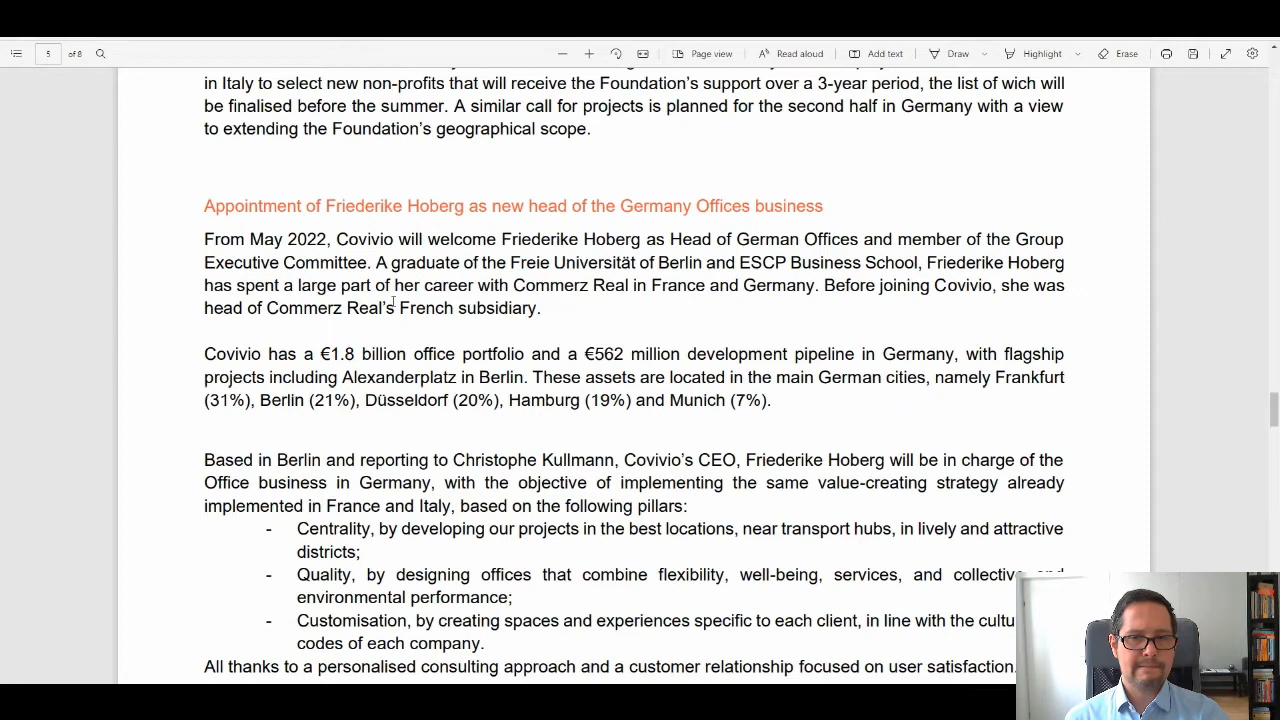 5 of 8 Page view Read aloud Add text Draw Highlight Erase
in Italy to select new non-profits that will receive the Foundation's support over a 3-year period, the list of wich will
be finalised before the summer. A similar call for projects is planned for the second half in Germany with a view
to extending the Foundation's geographical scope.
Appointment of Friederike Hoberg as new head of the Germany Offices business
From May 2022, Covivio will welcome Friederike Hoberg as Head of German Offices and member of the Group
Executive Committee. A graduate of the Freie Universität of Berlin and ESCP Business School, Friederike Hoberg
has spent a large part of her career with Commerz Real in France and Germany. Before joining Covivio, she was
head of Commerz Real's French subsidiary.
Covivio has a €1.8 billion office portfolio and a €562 million development pipeline in Germany, with flagship
projects including Alexanderplatz in Berlin. These assets are located in the main German cities, namely Frankfurt
(31%), Berlin (21%), Düsseldorf (20%), Hamburg (19%) and Munich (7%).
Based in Berlin and reporting to Christophe Kullmann, Covivio's CEO, Friederike Hoberg will be in charge of the
Office business in Germany, with the objective of implementing the same value-creating strategy already
implemented in France and Italy, based on the following pillars:
- Centrality, by developing our projects in the best locations, near transport hubs, in lively and attractive
districts;
- Quality, by designing offices that combine flexibility, well-being, services, and collective
environmental performance;
- Customisation, by creating spaces and experiences specific to each client, in line with the
codes of each company.
All thanks to a personalised consulting approach and a customer relationship focused on user satisfaction.